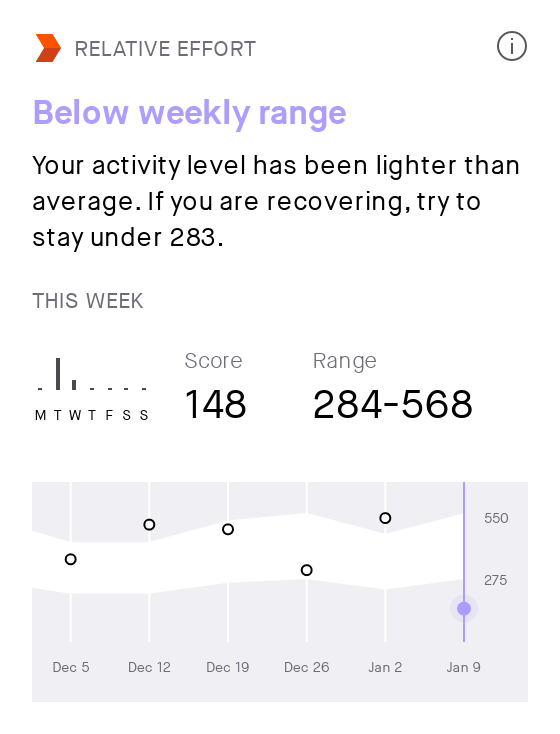 RELATIVE EFFORT
Below weekly range
Your activity level has been lighter than
average. If you are recovering, try to
stay under 283.
THIS WEEK
Score
Range
M T W T F S S
148
284-568
550
275
Dec 5
Dec 12
Dec 19
Dec 26
Jan 2
Jan 9